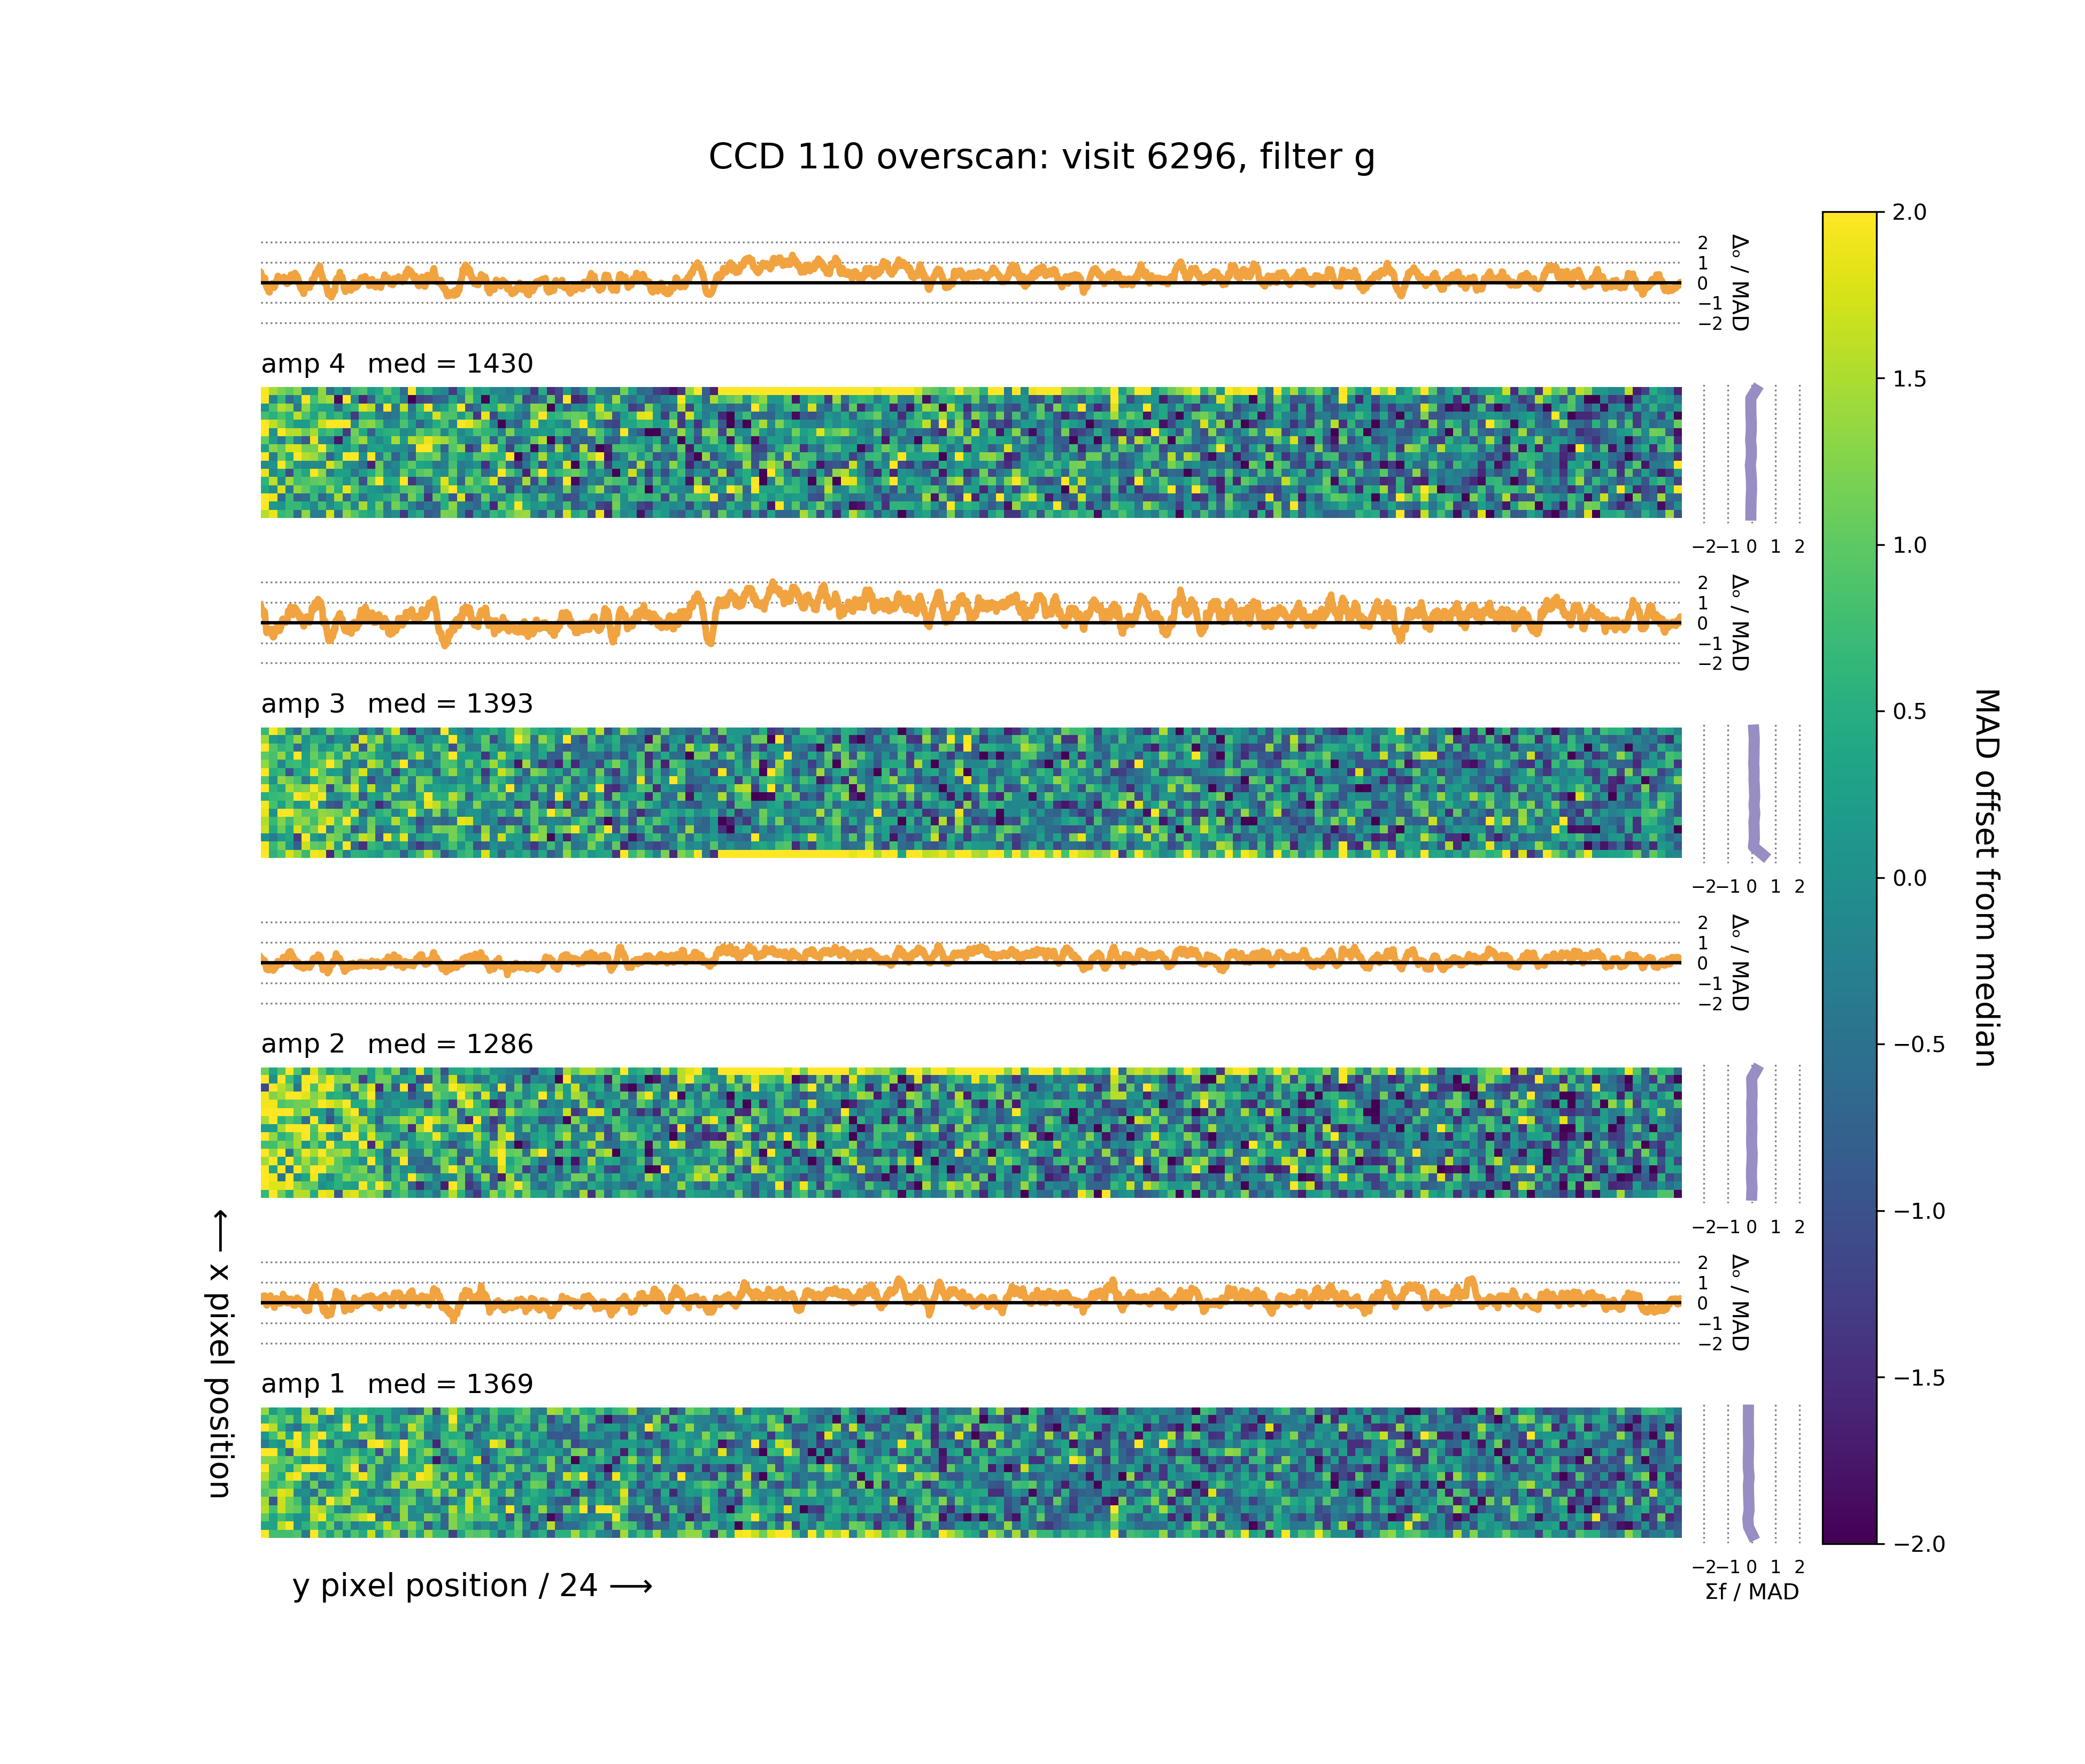 CCD 110 overscan: visit 6296, filter g
2
1
0
−1
−2
Δₒ / MAD
amp 4 med = 1430
−2 −1 0 1 2
2
1
0
−1
−2
Δₒ / MAD
amp 3 med = 1393
−2 −1 0 1 2
2
1
0
−1
−2
Δₒ / MAD
amp 2 med = 1286
−2 −1 0 1 2
2
1
0
−1
−2
Δₒ / MAD
amp 1 med = 1369
−2 −1 0 1 2
Σf / MAD
y pixel position / 24 ⟶
⟵ x pixel position
2.0
1.5
1.0
0.5
0.0
−0.5
−1.0
−1.5
−2.0
MAD offset from median